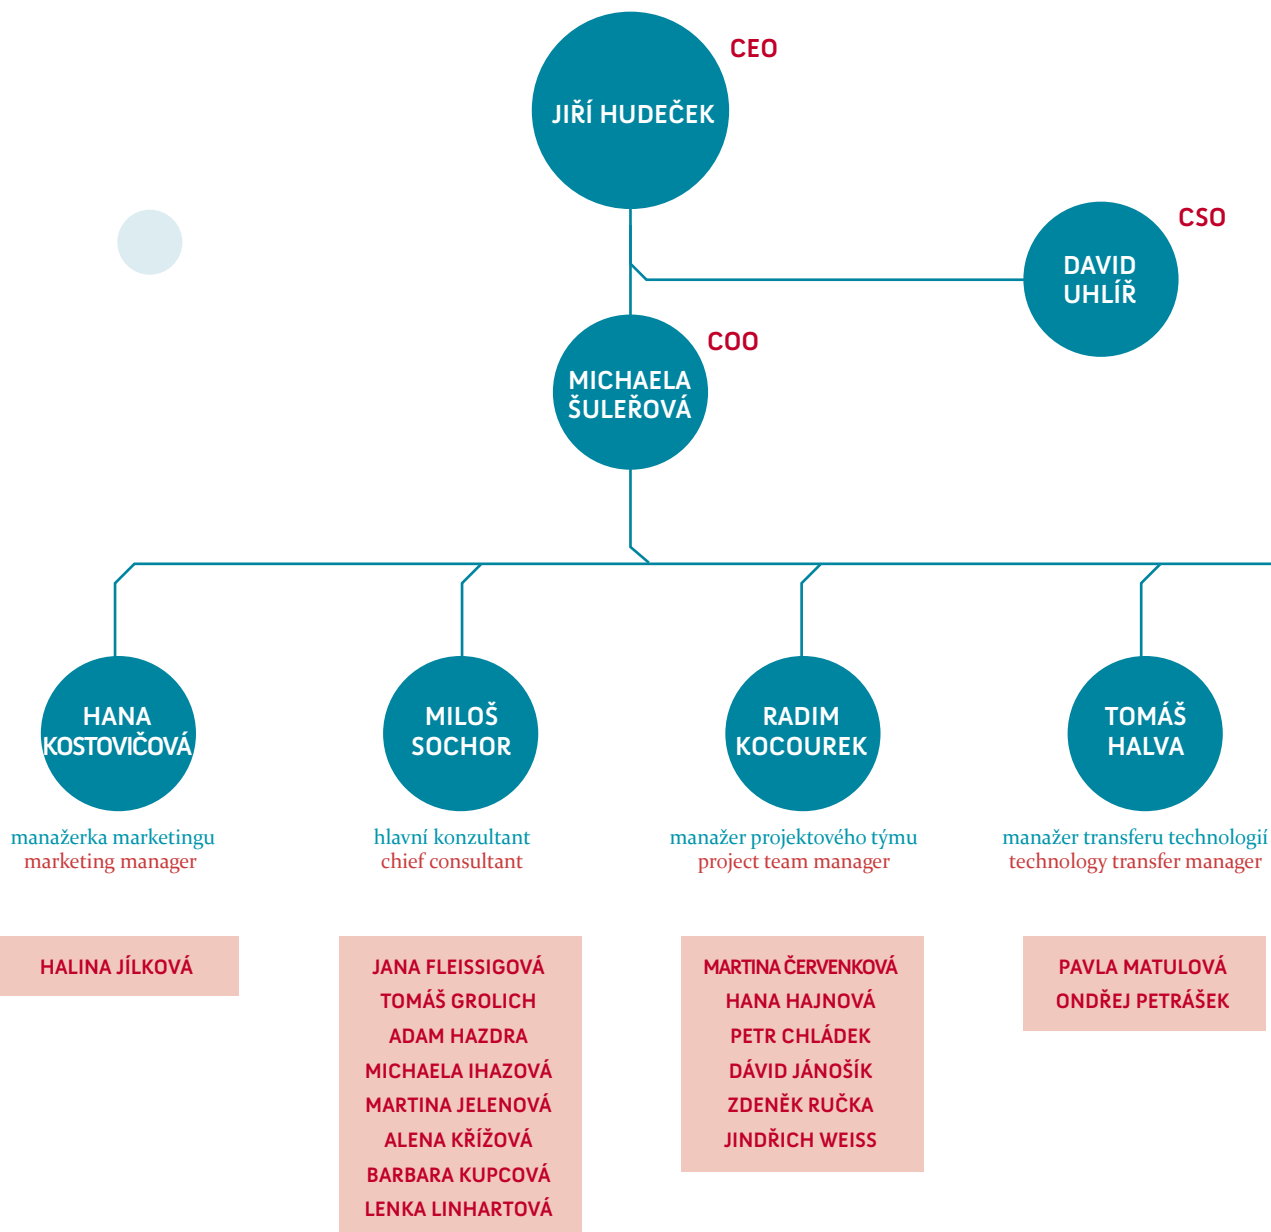 CEO
JIŘÍ HUDEČEK
CSO
DAVID
UHLÍŘ
COO
MICHAELA
ŠULEŘOVÁ
HANA
KOSTOVIČOVÁ
manažerka marketingu
marketing manager
HALINA JÍLKOVÁ
MILOŠ
SOCHOR
hlavní konzultant
chief consultant
JANA FLEISSIGOVÁ
TOMÁŠ GROLICH
ADAM HAZDRA
MICHAELA IHAZOVÁ
MARTINA JELENOVÁ
ALENA KŘÍŽOVÁ
BARBARA KUPCOVÁ
LENKA LINHARTOVÁ
RADIM
KOCOUREK
manažer projektového týmu
project team manager
MARTINA ČERVENKOVÁ
HANA HAJNOVÁ
PETR CHLÁDEK
DÁVID JÁNOŠÍK
ZDENĚK RUČKA
JINDŘICH WEISS
TOMÁŠ
HALVA
manažer transferu technologií
technology transfer manager
PAVLA MATULOVÁ
ONDŘEJ PETRÁŠEK